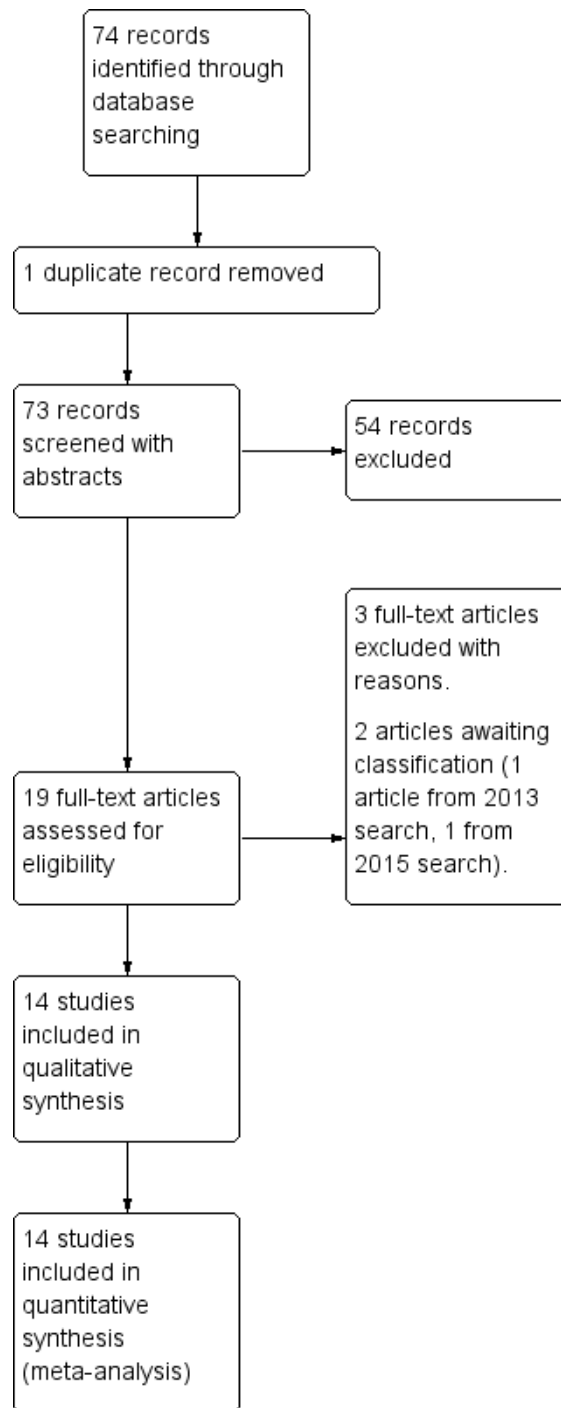 74 records
identified through
database
searching
1 duplicate record removed
73 records
screened with
abstracts
54 records
excluded
3 full-text articles
excluded with
reasons.
2 articles awaiting
classification (1
article from 2013
search, 1 from
2015 search).
19 full-text articles
assessed for
eligibility
14 studies
included in
qualitative
synthesis
14 studies
included in
quantitative
synthesis
(meta-analysis)